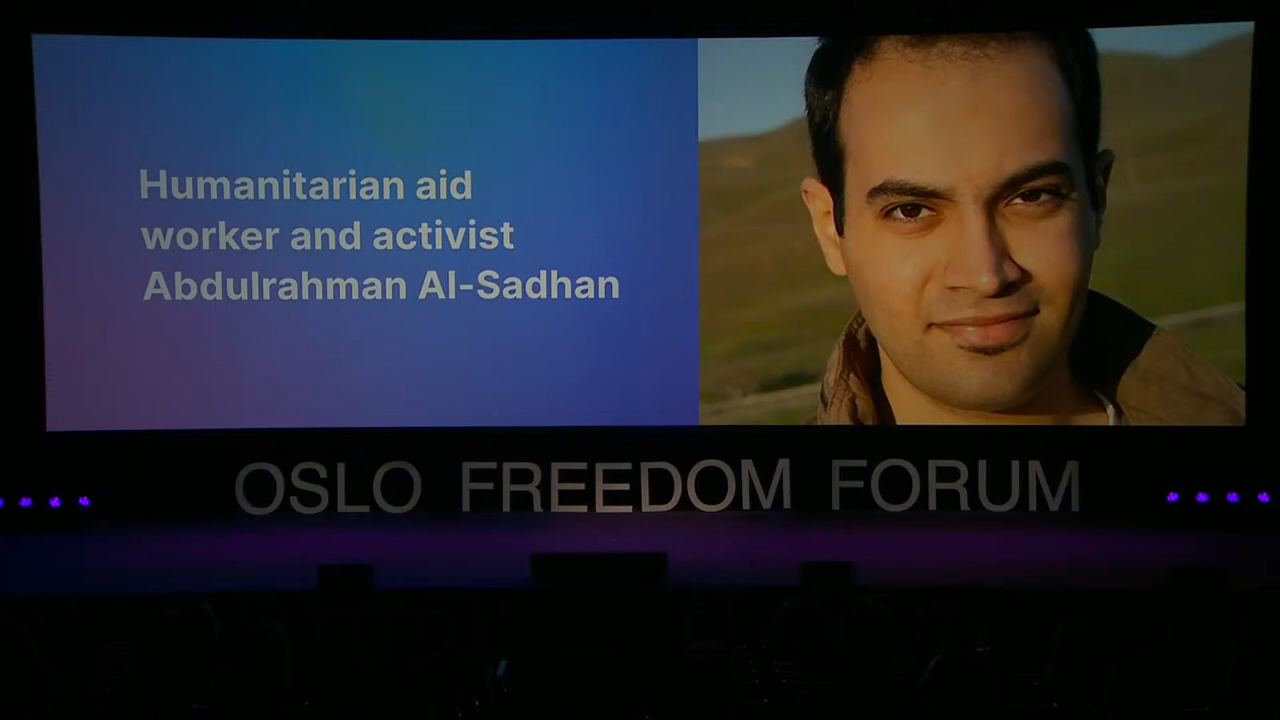 Humanitarian aid
worker and activist
Abdulrahman Al-Sadhan
OSLO FREEDOM FORUM